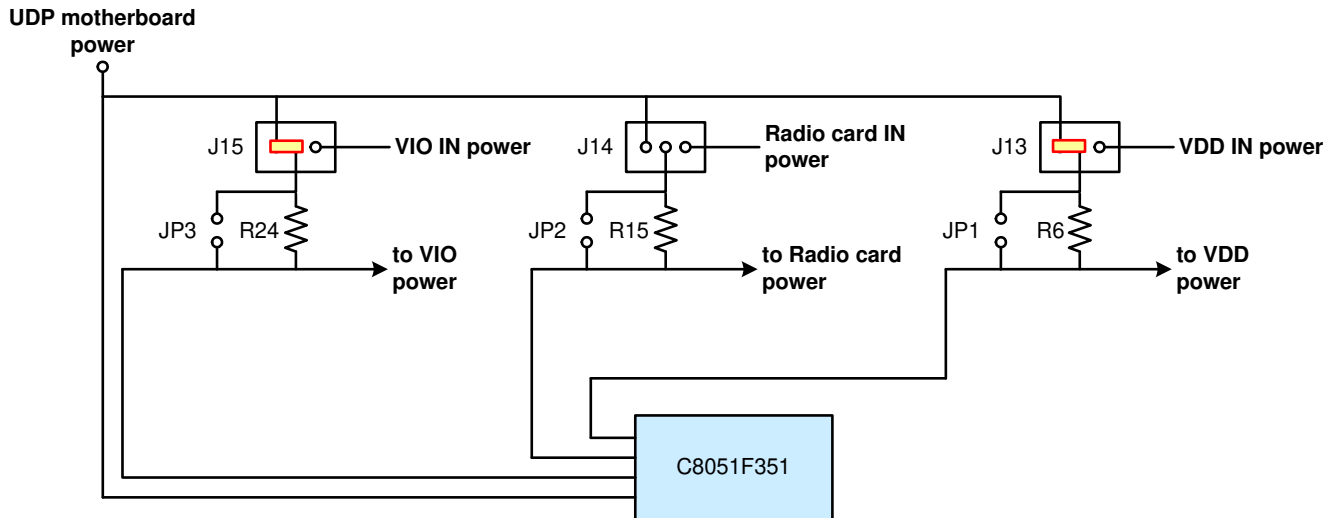 UDP motherboard
power
J15
VIO IN power
J14
Radio card IN
power
J13
VDD IN power
JP3
R24
JP2
R15
JP1
R6
to VIO
power
to Radio card
power
to VDD
power
C8051F351